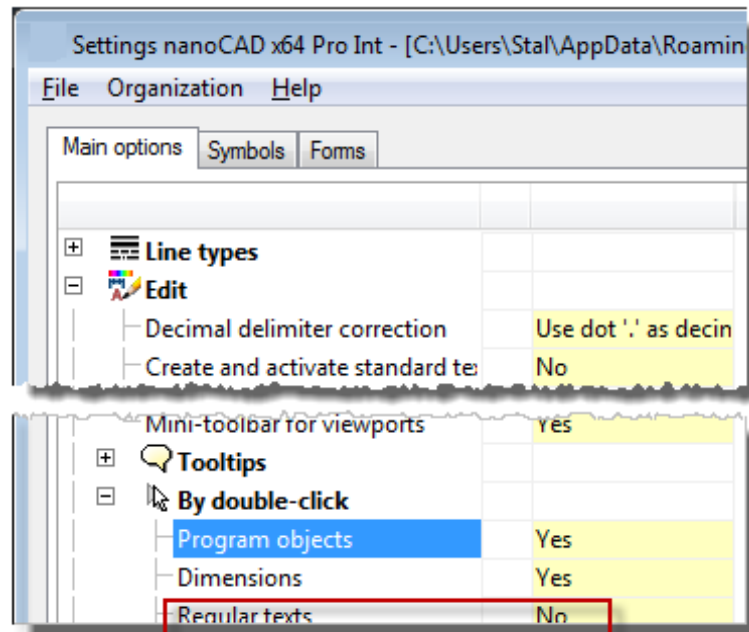 Settings nanoCAD x64 Pro Int - [C:\Users\Stal\AppData\Roamin
File Organization Help
Main options Symbols Forms
Line types
Edit
Decimal delimiter correction Use dot '.' as decin
Create and activate standard tex No
Mini-toolbar for viewports Yes
Tooltips
By double-click
Program objects Yes
Dimensions Yes
Regular texts No